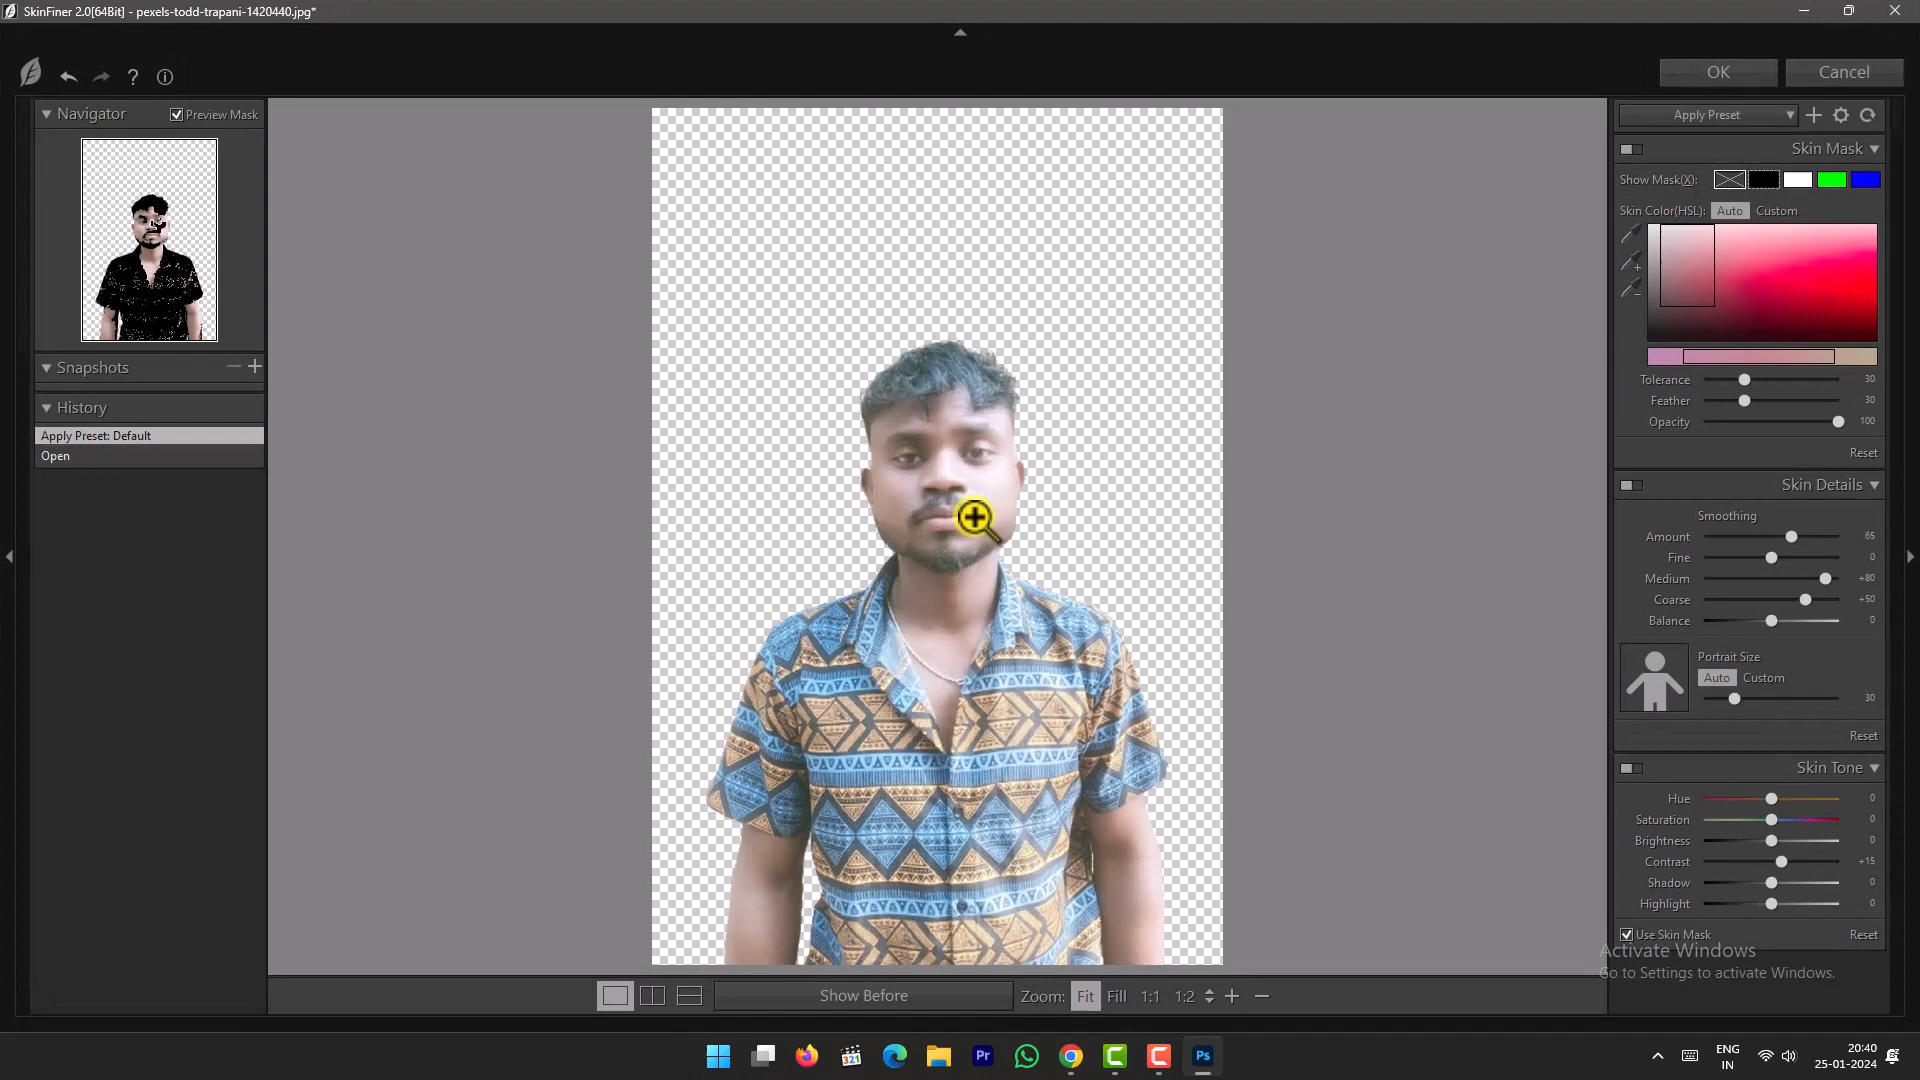 SkinFiner 2.0[64Bit] - pexels-todd-trapani-1420440.jpg*
OK
Cancel
Navigator
Preview Mask
Snapshots
History
Apply Preset: Default
Open
Apply Preset
Skin Mask
Show Mask(X):
Skin Color(HSL): Auto Custom
Tolerance 30
Feather 30
Opacity 100
Reset
Skin Details
Smoothing
Amount 65
Fine 0
Medium +80
Coarse +50
Balance 0
Portrait Size
Auto Custom
30
Reset
Skin Tone
Hue 0
Saturation 0
Brightness 0
Contrast +15
Shadow 0
Highlight 0
Use Skin Mask Reset
Activate Windows
Go to Settings to activate Windows.
Show Before Zoom: Fit Fill 1:1 1:2
321
Pr
Ps
ENG
IN
20:40
25-01-2024